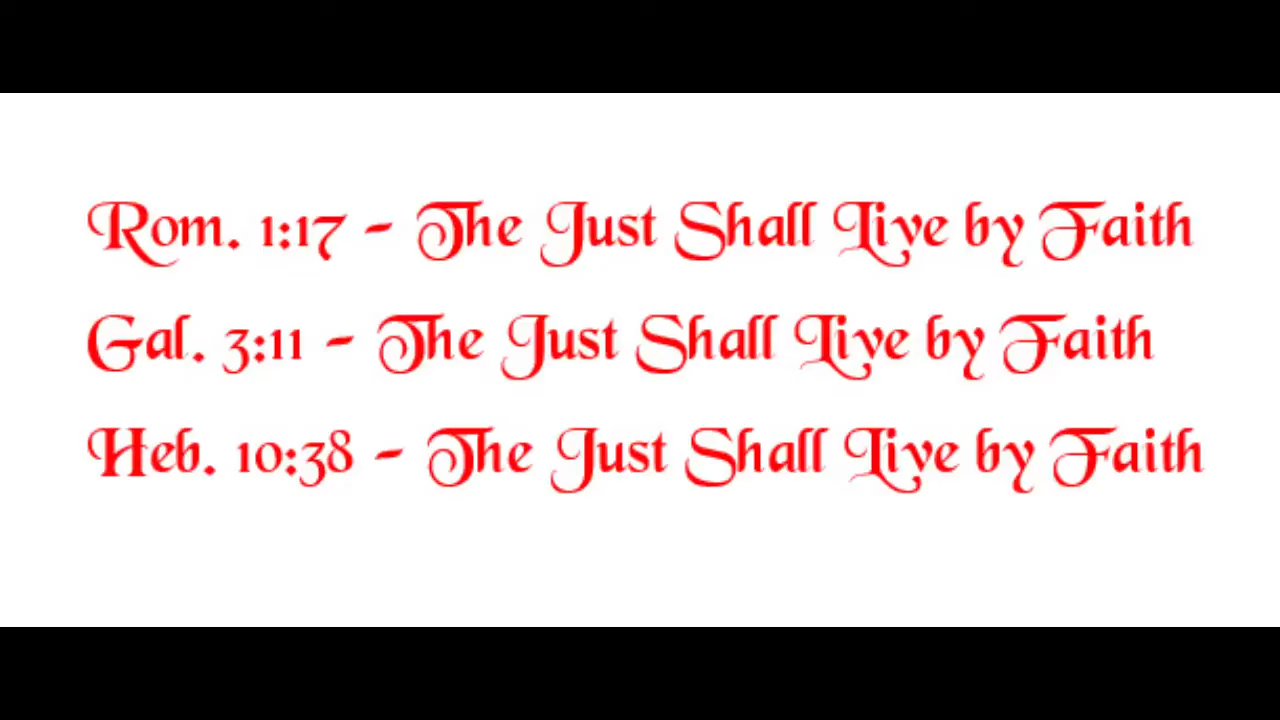 Rom. 1:17 - The Just Shall Live by Faith
Gal. 3:11 - The Just Shall Live by Faith
Heb. 10:38 - The Just Shall Live by Faith